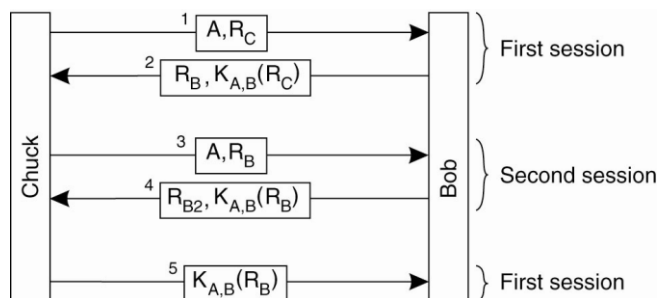 1 A,R_C
First session
2 R_B, K_A,B(R_C)
Chuck
Bob
3 A,R_B
Second session
4 R_B2, K_A,B(R_B)
5 K_A,B(R_B)
First session